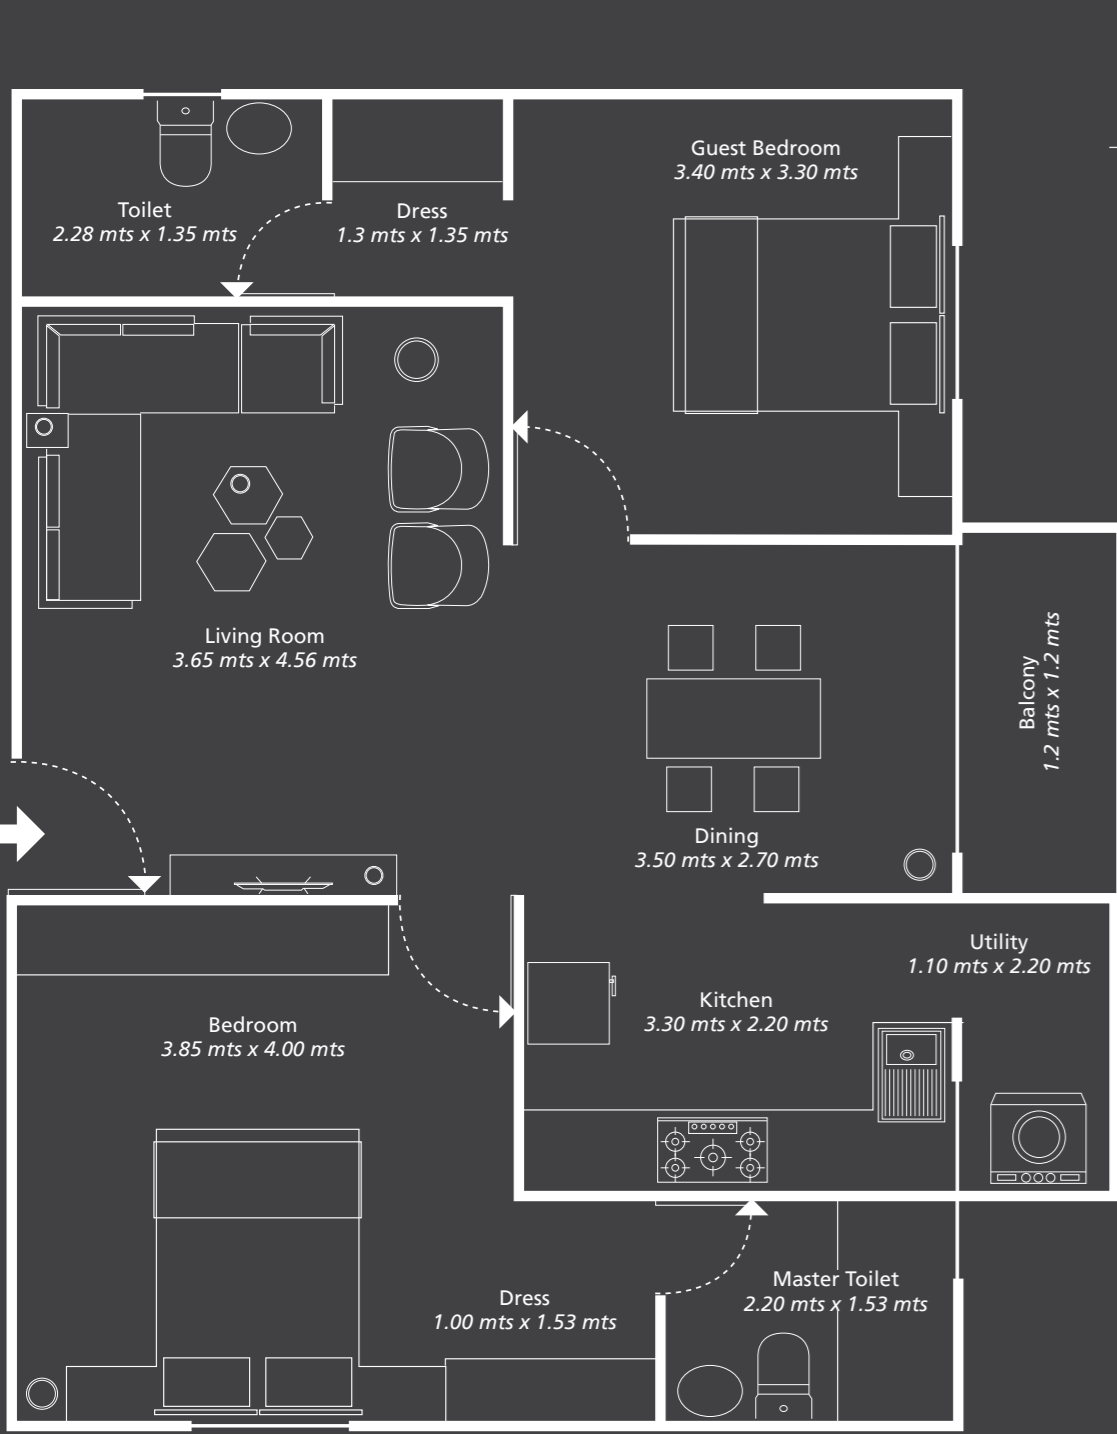 Guest Bedroom
3.40 mts x 3.30 mts
Toilet
2.28 mts x 1.35 mts
Dress
1.3 mts x 1.35 mts
Living Room
3.65 mts x 4.56 mts
Balcony
1.2 mts x 1.2 mts
Dining
3.50 mts x 2.70 mts
Utility
1.10 mts x 2.20 mts
Kitchen
3.30 mts x 2.20 mts
Bedroom
3.85 mts x 4.00 mts
Master Toilet
2.20 mts x 1.53 mts
Dress
1.00 mts x 1.53 mts